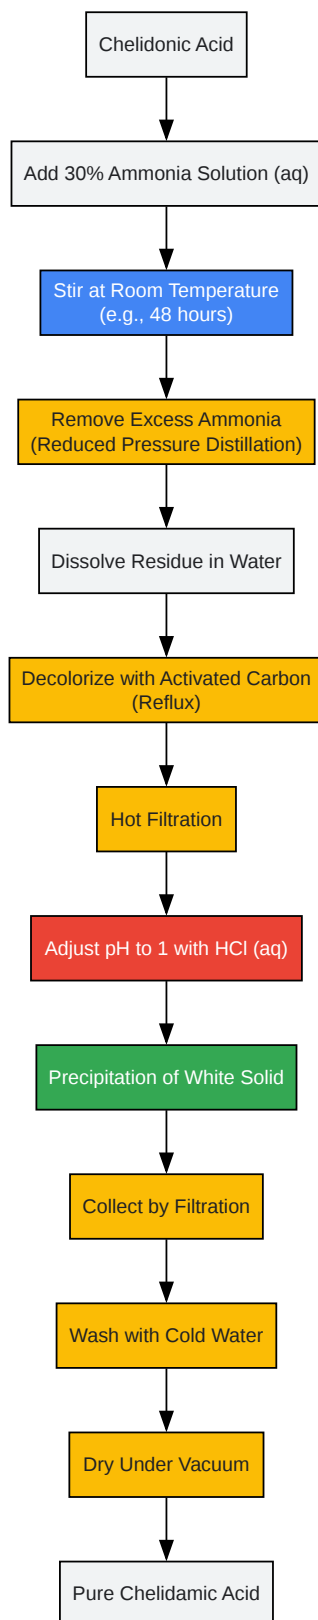 Chelidonic Acid
Add 30% Ammonia Solution (aq)
Stir at Room Temperature
(e.g., 48 hours)
Remove Excess Ammonia
(Reduced Pressure Distillation)
Dissolve Residue in Water
Decolorize with Activated Carbon
(Reflux)
Hot Filtration
Adjust pH to 1 with HCl (aq)
Precipitation of White Solid
Collect by Filtration
Wash with Cold Water
Dry Under Vacuum
Pure Chelidamic Acid